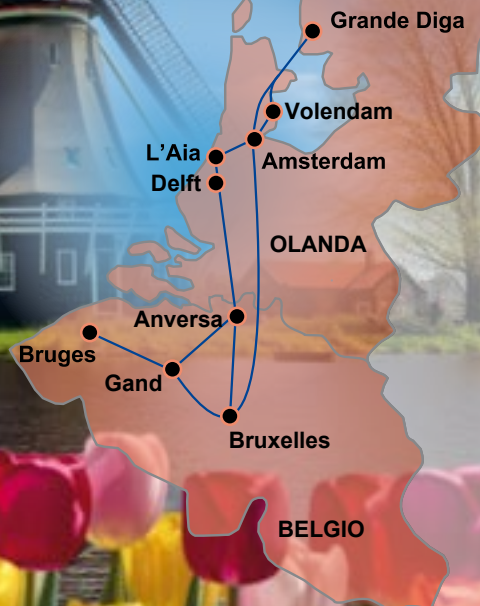 Grande Diga
Volendam
L'Aia
Amsterdam
Delft
OLANDA
Anversa
Bruges
Gand
Bruxelles
BELGIO